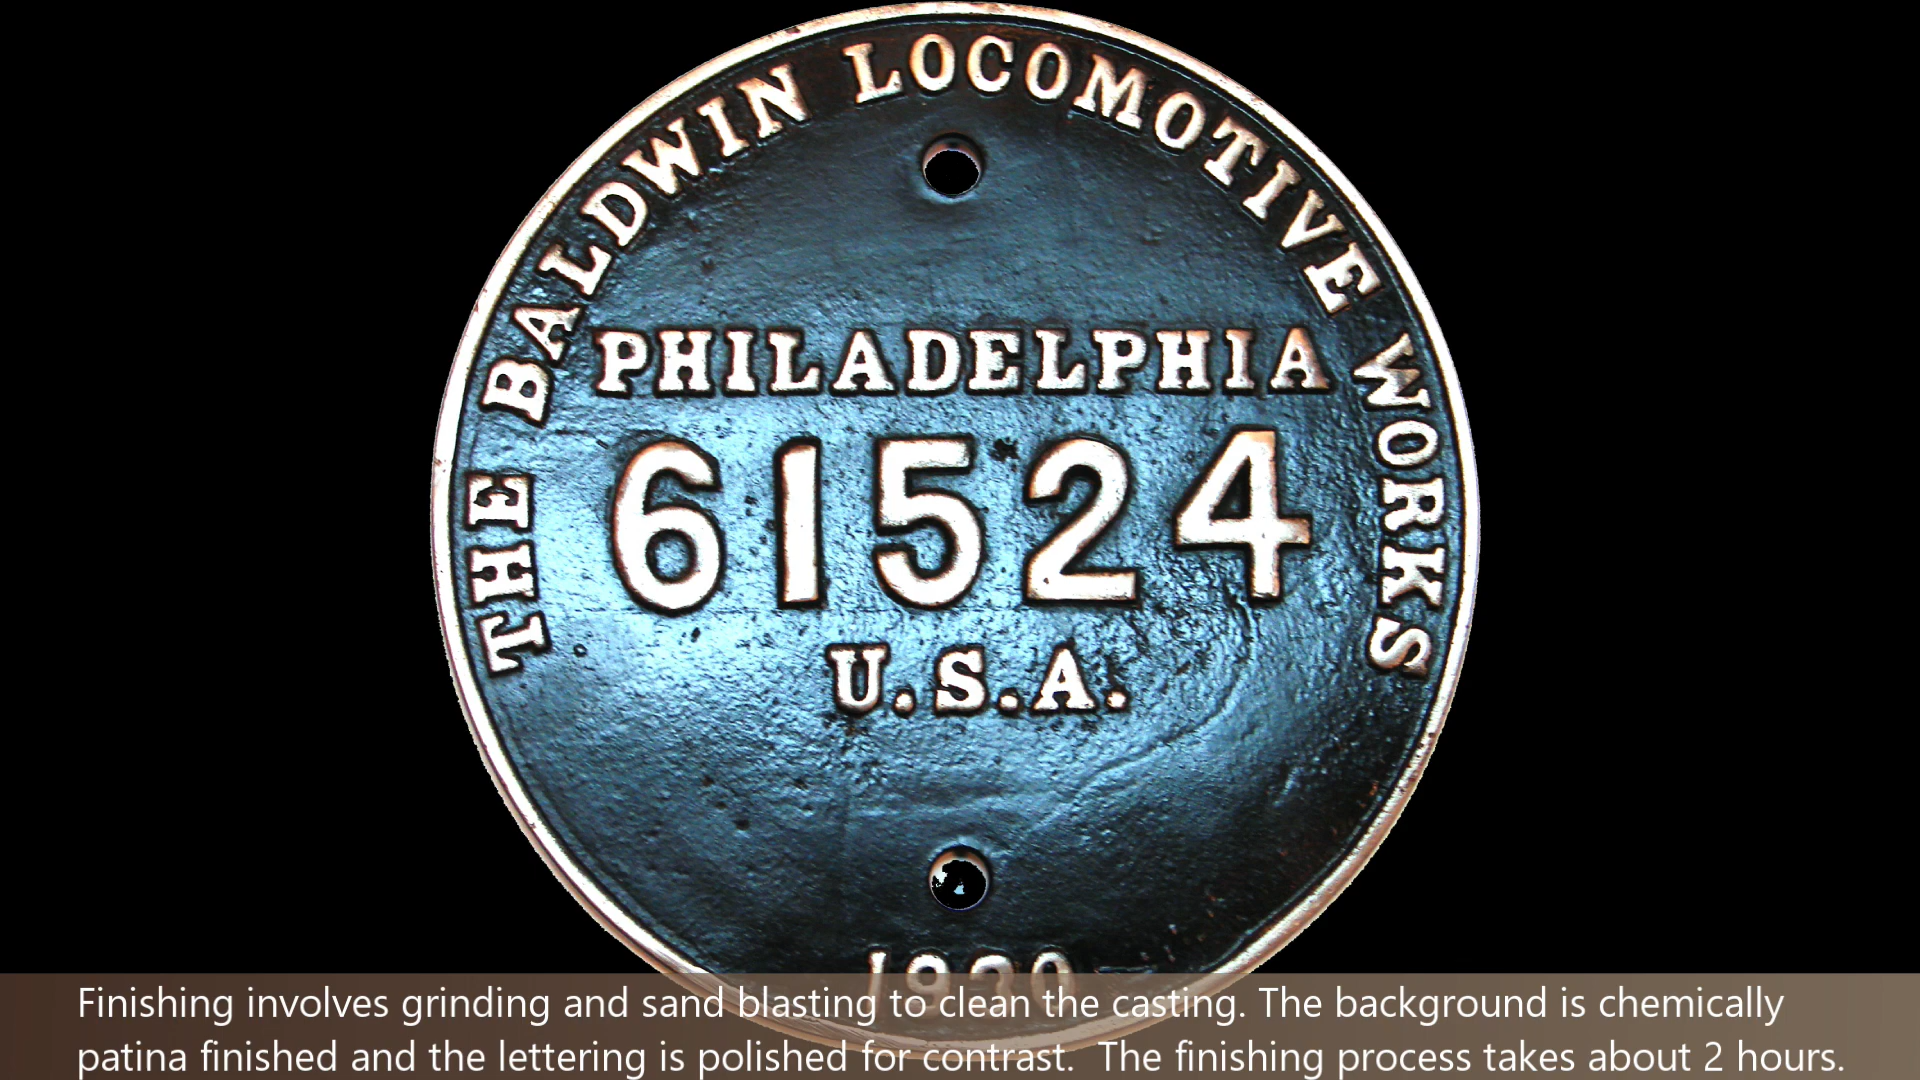 THE BALDWIN LOCOMOTIVE WORKS
PHILADELPHIA
61524
U.S.A.
1930
Finishing involves grinding and sand blasting to clean the casting. The background is chemically
patina finished and the lettering is polished for contrast.  The finishing process takes about 2 hours.